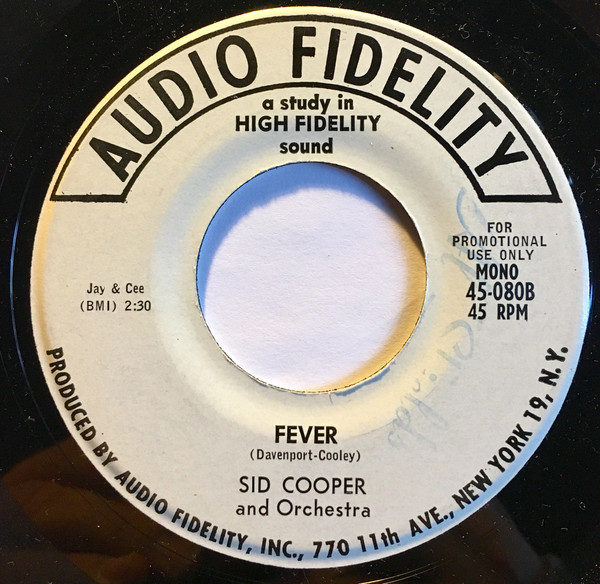 AUDIO FIDELITY
a study in
HIGH FIDELITY
sound
Jay & Cee
(BMI) 2:30
FOR
PROMOTIONAL
USE ONLY
MONO
45-080B
45 RPM
FEVER
(Davenport-Cooley)
SID COOPER
and Orchestra
PRODUCED BY AUDIO FIDELITY, INC., 770 11th AVE., NEW YORK 19, N.Y.